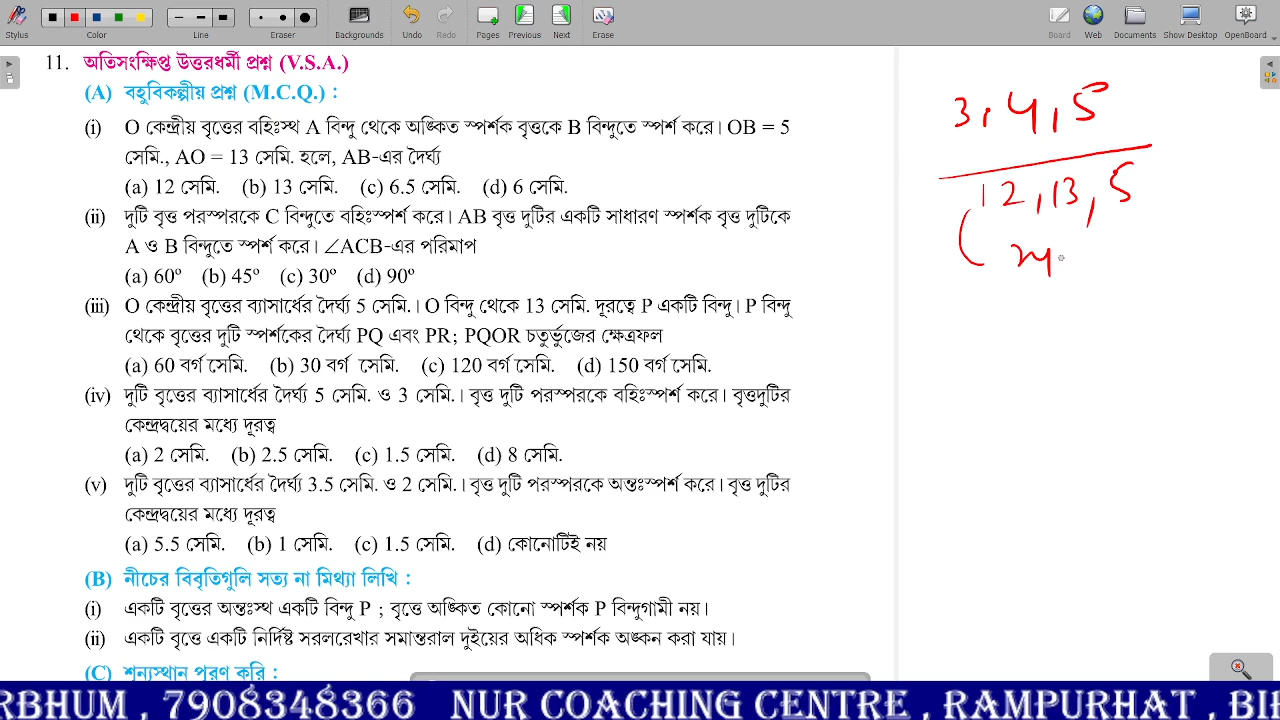 Stylus Color Line Eraser Backgrounds Undo Redo Pages Previous Next Erase Board Web Documents Show Desktop OpenBoard
11. অতিসংক্ষিপ্ত উত্তরধর্মী প্রশ্ন (V.S.A.)
(A) বহুবিকল্পীয় প্রশ্ন (M.C.Q.) :
(i) O কেন্দ্রীয় বৃত্তের বহিঃস্থ A বিন্দু থেকে অঙ্কিত স্পর্শক বৃত্তকে B বিন্দুতে স্পর্শ করে। OB = 5
সেমি., AO = 13 সেমি. হলে, AB-এর দৈর্ঘ্য
(a) 12 সেমি. (b) 13 সেমি. (c) 6.5 সেমি. (d) 6 সেমি.
(ii) দুটি বৃত্ত পরস্পরকে C বিন্দুতে বহিঃস্পর্শ করে। AB বৃত্ত দুটির একটি সাধারণ স্পর্শক বৃত্ত দুটিকে
A ও B বিন্দুতে স্পর্শ করে। ∠ACB-এর পরিমাপ
(a) 60º (b) 45º (c) 30º (d) 90º
(iii) O কেন্দ্রীয় বৃত্তের ব্যাসার্ধের দৈর্ঘ্য 5 সেমি.। O বিন্দু থেকে 13 সেমি. দূরত্বে P একটি বিন্দু। P বিন্দু
থেকে বৃত্তের দুটি স্পর্শকের দৈর্ঘ্য PQ এবং PR; PQOR চতুর্ভুজের ক্ষেত্রফল
(a) 60 বর্গ সেমি. (b) 30 বর্গ সেমি. (c) 120 বর্গ সেমি. (d) 150 বর্গ সেমি.
(iv) দুটি বৃত্তের ব্যাসার্ধের দৈর্ঘ্য 5 সেমি. ও 3 সেমি.। বৃত্ত দুটি পরস্পরকে বহিঃস্পর্শ করে। বৃত্তদুটির
কেন্দ্রদ্বয়ের মধ্যে দূরত্ব
(a) 2 সেমি. (b) 2.5 সেমি. (c) 1.5 সেমি. (d) 8 সেমি.
(v) দুটি বৃত্তের ব্যাসার্ধের দৈর্ঘ্য 3.5 সেমি. ও 2 সেমি.। বৃত্ত দুটি পরস্পরকে অন্তঃস্পর্শ করে। বৃত্ত দুটির
কেন্দ্রদ্বয়ের মধ্যে দূরত্ব
(a) 5.5 সেমি. (b) 1 সেমি. (c) 1.5 সেমি. (d) কোনোটিই নয়
(B) নীচের বিবৃতিগুলি সত্য না মিথ্যা লিখি :
(i) একটি বৃত্তের অন্তঃস্থ একটি বিন্দু P ; বৃত্তে অঙ্কিত কোনো স্পর্শক P বিন্দুগামী নয়।
(ii) একটি বৃত্তে একটি নির্দিষ্ট সরলরেখার সমান্তরাল দুইয়ের অধিক স্পর্শক অঙ্কন করা যায়।
(C) শূন্যস্থান পূরণ করি :
3, 4, 5
12, 13, 5
(
RBHUM , 7908348366 NUR COACHING CENTRE , RAMPURHAT , BI